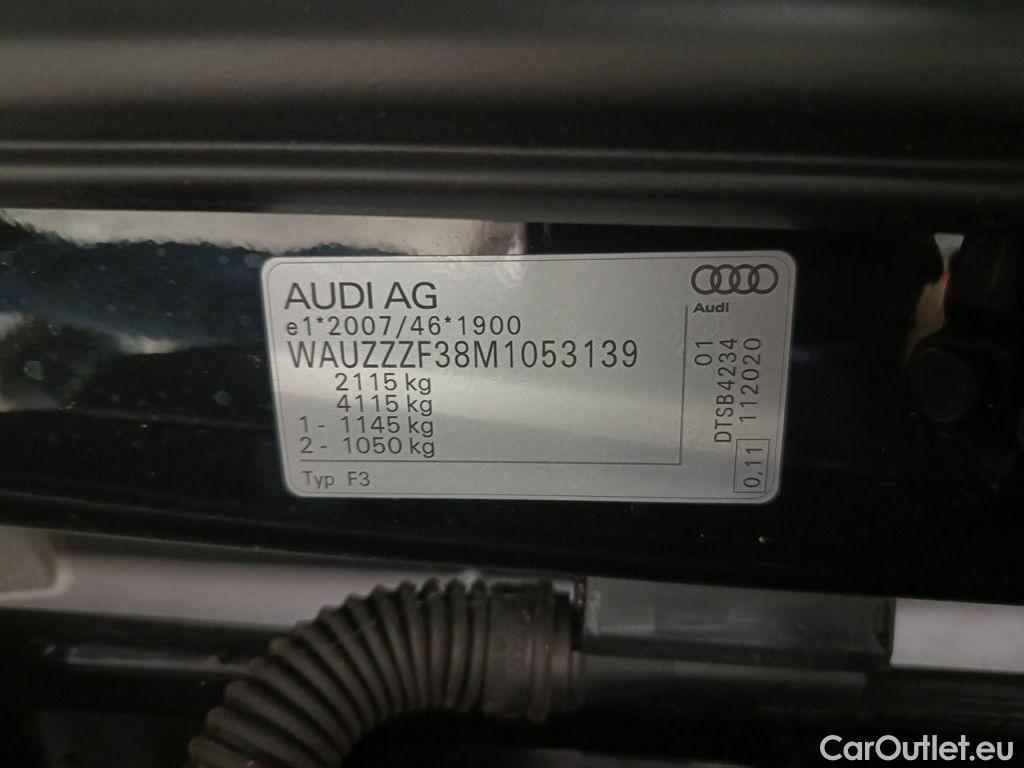 AUDI AG
e1*2007/46*1900
WAUZZZF38M1053139
2115 kg
4115 kg
1 - 1145 kg
2 - 1050 kg
Typ F3
Audi
01
DTSB4234
112020
0,11
CarOutlet.eu